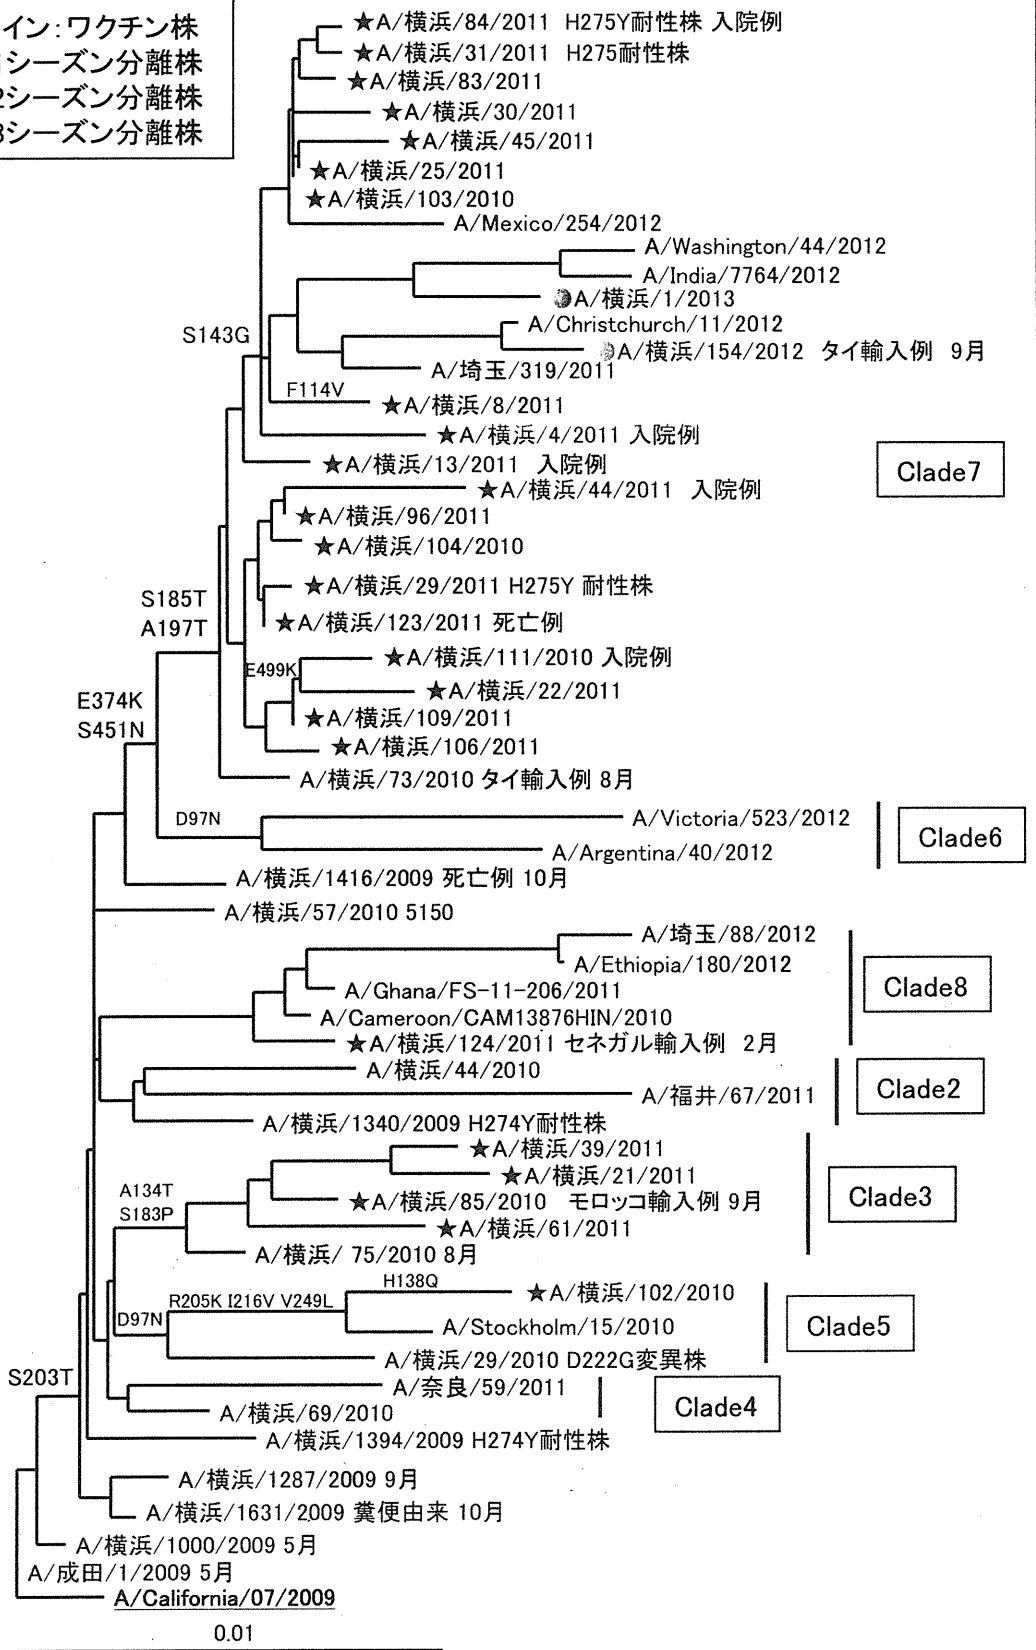 イン：ワクチン株
シーズン分離株
2シーズン分離株
3シーズン分離株
★A/横浜/84/2011 H275Y耐性株 入院例
★A/横浜/31/2011 H275耐性株
★A/横浜/83/2011
★A/横浜/30/2011
★A/横浜/45/2011
★A/横浜/25/2011
★A/横浜/103/2010
A/Mexico/254/2012
A/Washington/44/2012
A/India/7764/2012
A/横浜/1/2013
S143G
A/Christchurch/11/2012
A/横浜/154/2012 タイ輸入例 9月
A/埼玉/319/2011
F114V
★A/横浜/8/2011
★A/横浜/4/2011 入院例
★A/横浜/13/2011 入院例
Clade7
★A/横浜/44/2011 入院例
★A/横浜/96/2011
★A/横浜/104/2010
★A/横浜/29/2011 H275Y 耐性株
S185T
A197T
★A/横浜/123/2011 死亡例
★A/横浜/111/2010 入院例
E499K
★A/横浜/22/2011
E374K
S451N
★A/横浜/109/2011
★A/横浜/106/2011
A/横浜/73/2010 タイ輸入例 8月
D97N
A/Victoria/523/2012
Clade6
A/Argentina/40/2012
A/横浜/1416/2009 死亡例 10月
A/横浜/57/2010 5150
A/埼玉/88/2012
A/Ethiopia/180/2012
Clade8
A/Ghana/FS-11-206/2011
A/Cameroon/CAM13876HIN/2010
★A/横浜/124/2011 セネガル輸入例 2月
A/横浜/44/2010
Clade2
A/福井/67/2011
A/横浜/1340/2009 H274Y耐性株
★A/横浜/39/2011
★A/横浜/21/2011
A134T
S183P
★A/横浜/85/2010 モロッコ輸入例 9月
Clade3
★A/横浜/61/2011
A/横浜/ 75/2010 8月
H138Q
★A/横浜/102/2010
R205K I216V V249L
D97N
A/Stockholm/15/2010
Clade5
A/横浜/29/2010 D222G変異株
S203T
A/奈良/59/2011
Clade4
A/横浜/69/2010
A/横浜/1394/2009 H274Y耐性株
A/横浜/1287/2009 9月
A/横浜/1631/2009 糞便由来 10月
A/横浜/1000/2009 5月
A/成田/1/2009 5月
A/California/07/2009
0.01